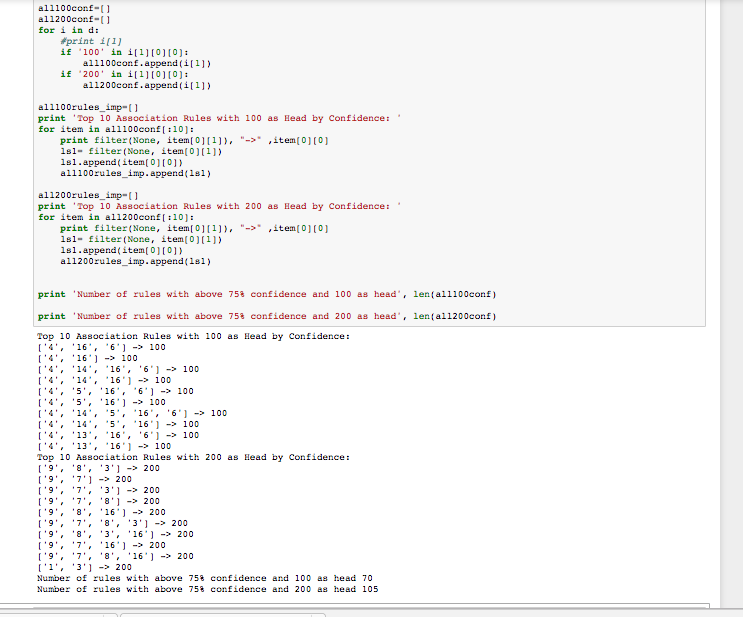 all100conf=[]
all200conf=[]
for i in d:
    #print i[1]
    if '100' in i[1][0][0]:
        all100conf.append(i[1])
    if '200' in i[1][0][0]:
        all200conf.append(i[1])
all100rules_imp=[]
print 'Top 10 Association Rules with 100 as Head by Confidence: '
for item in all100conf[:10]:
    print filter(None, item[0][1]), "->" ,item[0][0]
    ls1= filter(None, item[0][1])
    ls1.append(item[0][0])
    all100rules_imp.append(ls1)
all200rules_imp=[]
print 'Top 10 Association Rules with 200 as Head by Confidence: '
for item in all200conf[:10]:
    print filter(None, item[0][1]), "->" ,item[0][0]
    ls1= filter(None, item[0][1])
    ls1.append(item[0][0])
    all200rules_imp.append(ls1)
print 'Number of rules with above 75% confidence and 100 as head', len(all100conf)
print 'Number of rules with above 75% confidence and 200 as head', len(all200conf)
Top 10 Association Rules with 100 as Head by Confidence:
['4', '16', '6'] -> 100
['4', '16'] -> 100
['4', '14', '16', '6'] -> 100
['4', '14', '16'] -> 100
['4', '5', '16', '6'] -> 100
['4', '5', '16'] -> 100
['4', '14', '5', '16', '6'] -> 100
['4', '14', '5', '16'] -> 100
['4', '13', '16', '6'] -> 100
['4', '13', '16'] -> 100
Top 10 Association Rules with 200 as Head by Confidence:
['9', '8', '3'] -> 200
['9', '7'] -> 200
['9', '7', '3'] -> 200
['9', '7', '8'] -> 200
['9', '8', '16'] -> 200
['9', '7', '8', '3'] -> 200
['9', '8', '3', '16'] -> 200
['9', '7', '16'] -> 200
['9', '7', '8', '16'] -> 200
['1', '3'] -> 200
Number of rules with above 75% confidence and 100 as head 70
Number of rules with above 75% confidence and 200 as head 105